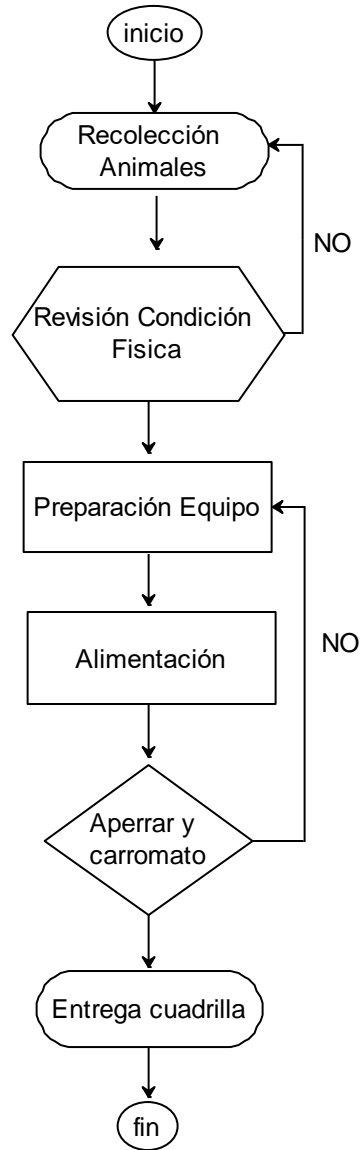 inicio
Recolección
Animales
NO
Revisión Condición
Fisica
Preparación Equipo
NO
Alimentación
Aperrar y
carromato
Entrega cuadrilla
fin